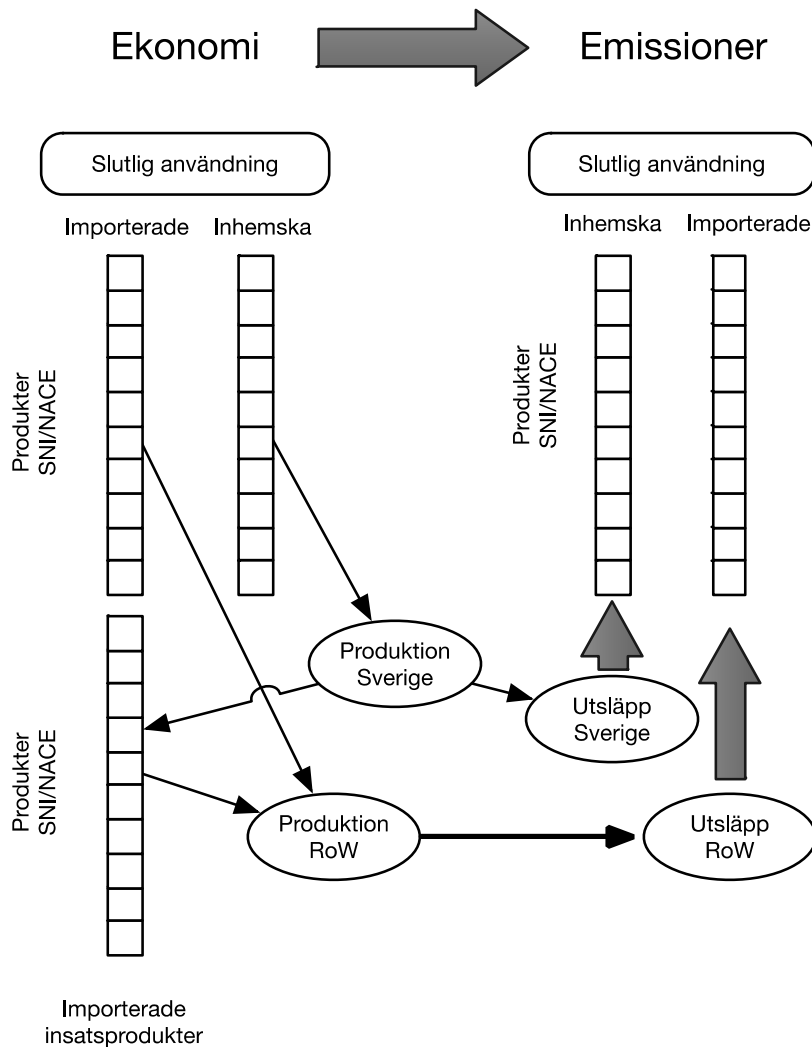 Ekonomi
Emissioner
Slutlig användning
Slutlig användning
Importerade
Inhemska
Inhemska
Importerade
Produkter
SNI/NACE
Produkter
SNI/NACE
Produktion
Sverige
Utsläpp
Sverige
Produkter
SNI/NACE
Produktion
RoW
Utsläpp
RoW
Importerade
insatsprodukter